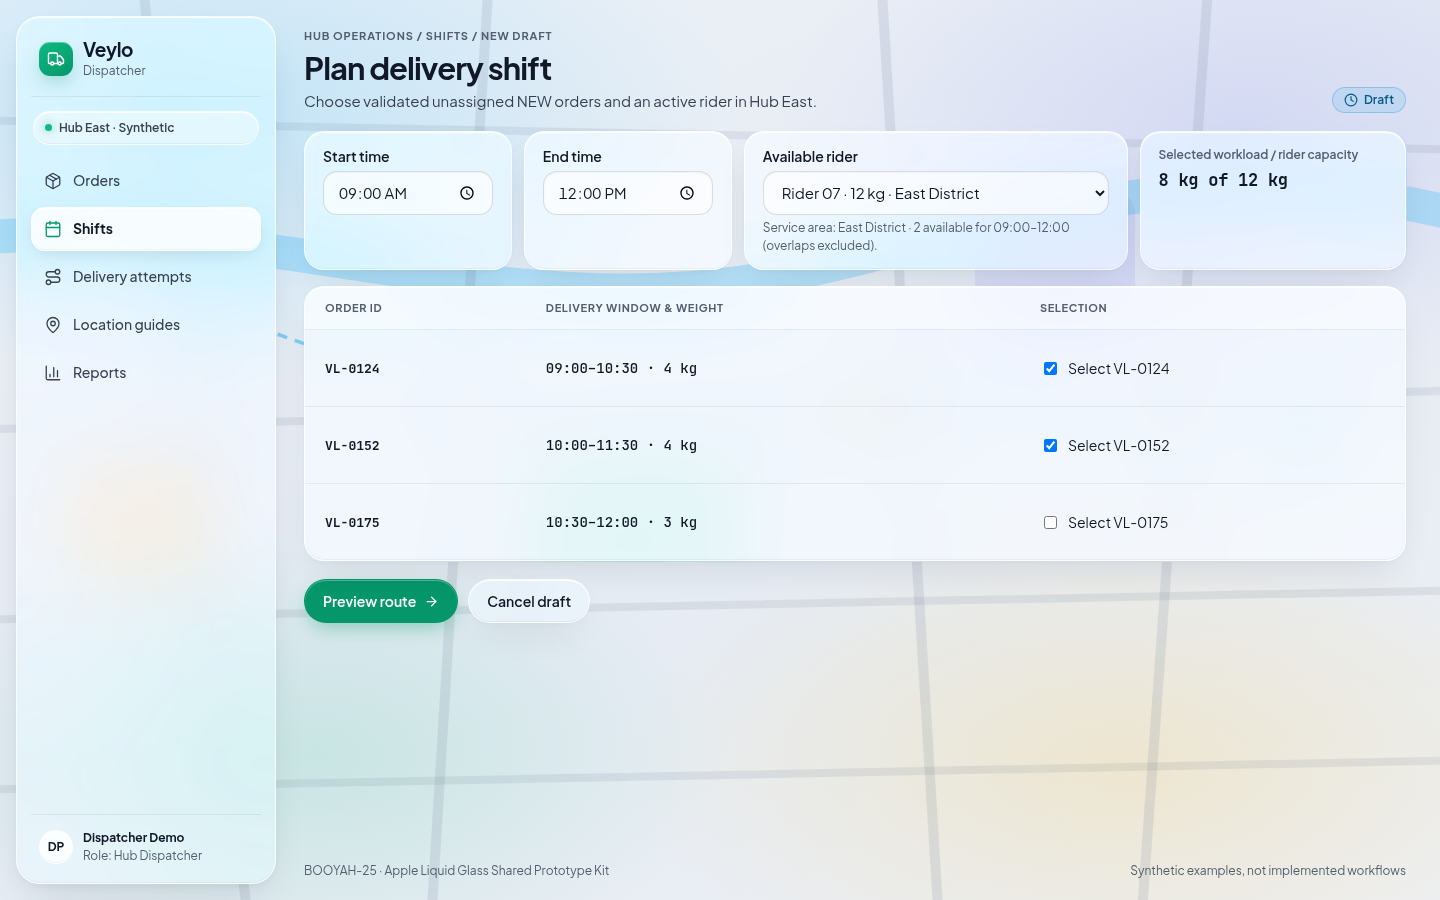 Veylo
Dispatcher
Hub East · Synthetic
Orders
Shifts
Delivery attempts
Location guides
Reports
DP
Dispatcher Demo
Role: Hub Dispatcher
HUB OPERATIONS / SHIFTS / NEW DRAFT
Plan delivery shift
Choose validated unassigned NEW orders and an active rider in Hub East.
Draft
Start time
09:00 AM
End time
12:00 PM
Available rider
Rider 07 · 12 kg · East District
Service area: East District · 2 available for 09:00–12:00
(overlaps excluded).
Selected workload / rider capacity
8 kg of 12 kg
ORDER ID DELIVERY WINDOW & WEIGHT SELECTION
VL-0124 09:00–10:30 · 4 kg Select VL-0124
VL-0152 10:00–11:30 · 4 kg Select VL-0152
VL-0175 10:30–12:00 · 3 kg Select VL-0175
Preview route
Cancel draft
BOOYAH-25 · Apple Liquid Glass Shared Prototype Kit
Synthetic examples, not implemented workflows